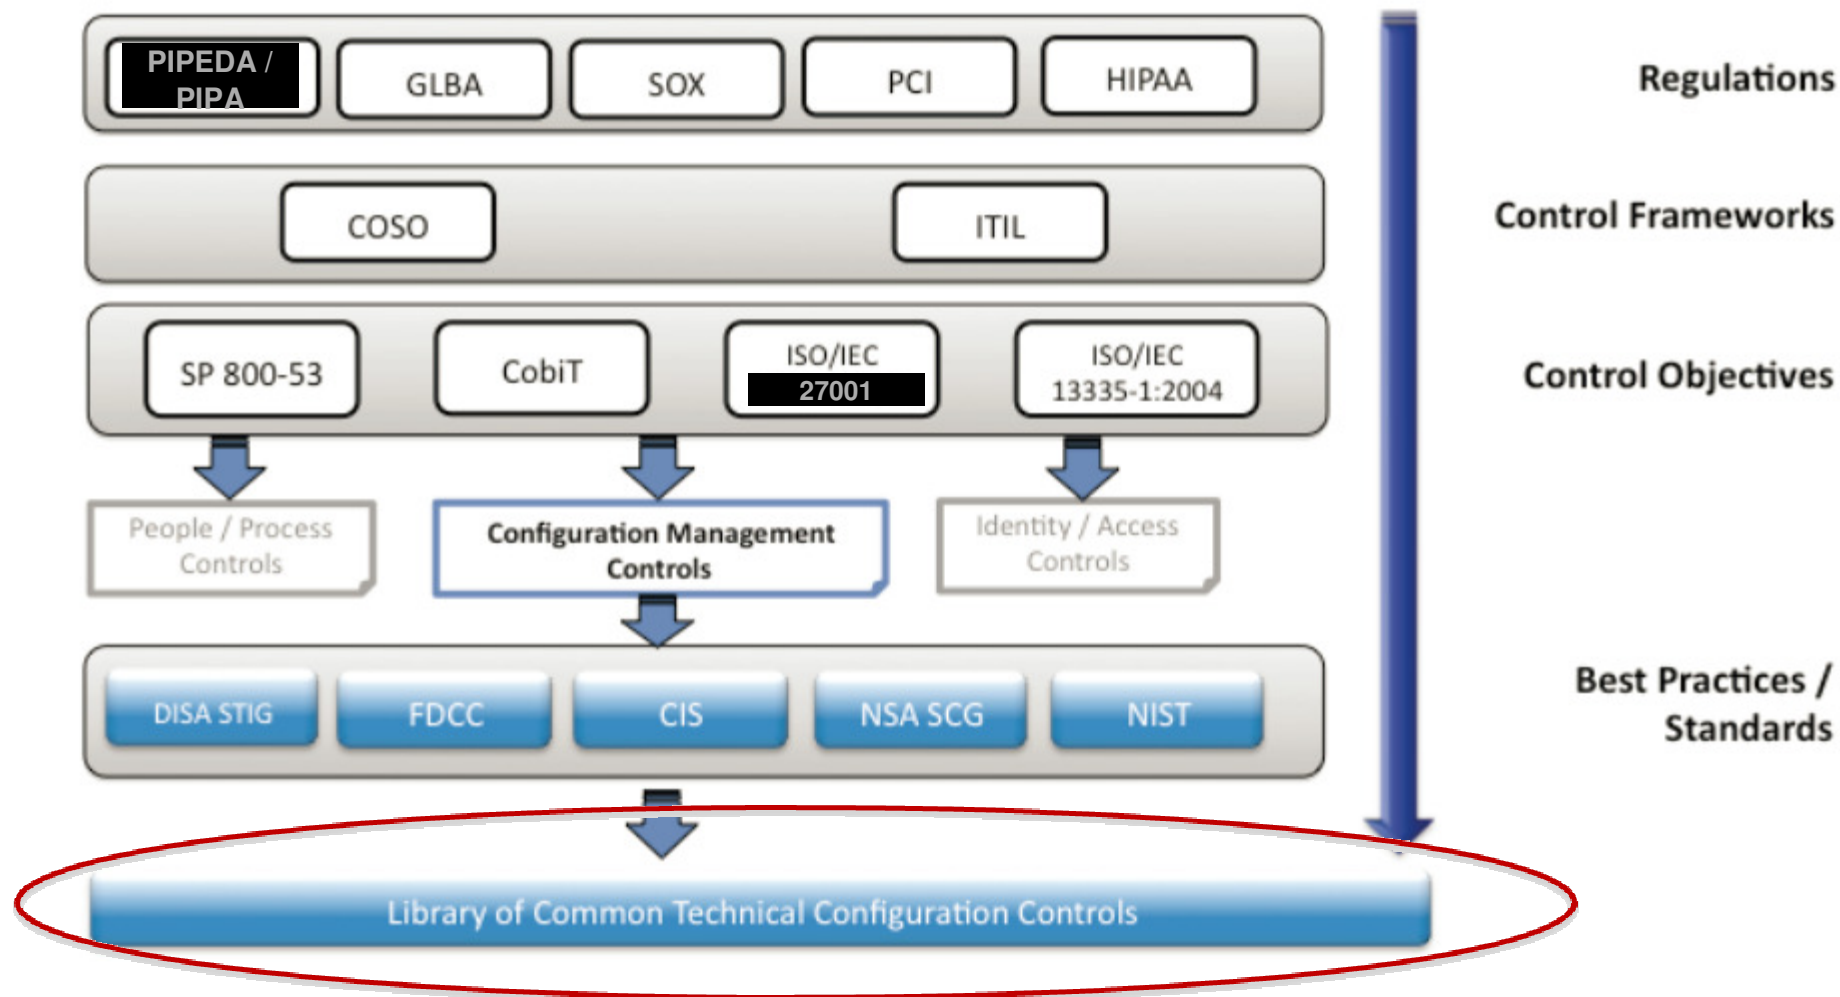 PIPEDA /
PIPA
GLBA
SOX
PCI
HIPAA
Regulations
COSO
ITIL
Control Frameworks
SP 800-53
CobiT
ISO/IEC
27001
ISO/IEC
13335-1:2004
Control Objectives
People / Process
Controls
Configuration Management
Controls
Identity / Access
Controls
DISA STIG
FDCC
CIS
NSA SCG
NIST
Best Practices /
Standards
Library of Common Technical Configuration Controls